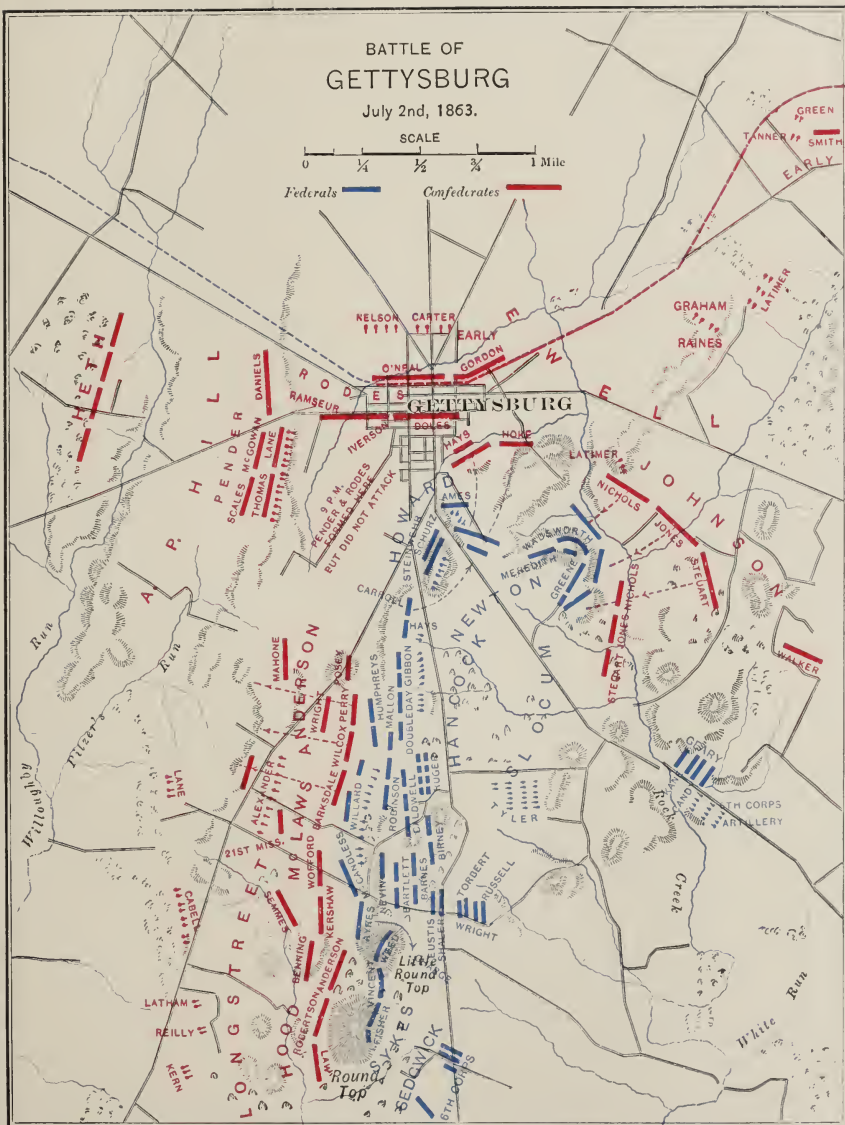 BATTLE OF
GETTYSBURG
July 2nd, 1863.
SCALE
0 ¼ ½ ¾ 1 Mile
Federals
Confederates
GREEN
TANNER
SMITH
EARLY
LATIMER
GRAHAM
RAINES
NELSON
CARTER
EARLY
EWELL
HETH
A. P. HILL
PENDER
RODES
DANIELS
RAMSEUR
O'NEAL
GORDON
GETTYSBURG
DOLES
IVERSON
HAYS
HOKE
SCALES
MCGOWAN
THOMAS
LANE
9 P.M.
PENDER & RODES
FORMED HERE
BUT DID NOT ATTACK
LATIMER
JOHNSON
NICHOLS
JONES
STEUART
HOWARD
AMES
STEINWEHR
SCHURZ
WADSWORTH
MEREDITH
GREENE
NEWTON
CARROLL
HAYS
HANCOCK
SLOCUM
STEUART
JONES
NICHOLS
WALKER
Willoughby Run
Pitzer's Run
MAHONE
ANDERSON
POSEY
WRIGHT
PERRY
WILCOX
HUMPHREYS
MALLON
GIBBON
DOUBLEDAY
GEARY
CANDY
LANE
ALEXANDER
BARKSDALE
WILLARD
ROBINSON
CALDWELL
TYLER
12TH CORPS
ARTILLERY
Rock
Creek
21ST MISS.
MCLAWS
WOFFORD
MCCANDLESS
BIRNEY
NEVIN
BARTLETT
BARNES
TORBERT
RUSSELL
WRIGHT
SEMMES
KERSHAW
AYRES
CABELL
LONGSTREET
BENNING
ANDERSON
WEED
Little
Round
Top
EUSTIS
SHALER
LATHAM
REILLY
HOOD
ROBERTSON
VINCENT
FISHER
SYKES
White Run
KERN
LAW
Round
Top
SEDGWICK
6TH CORPS